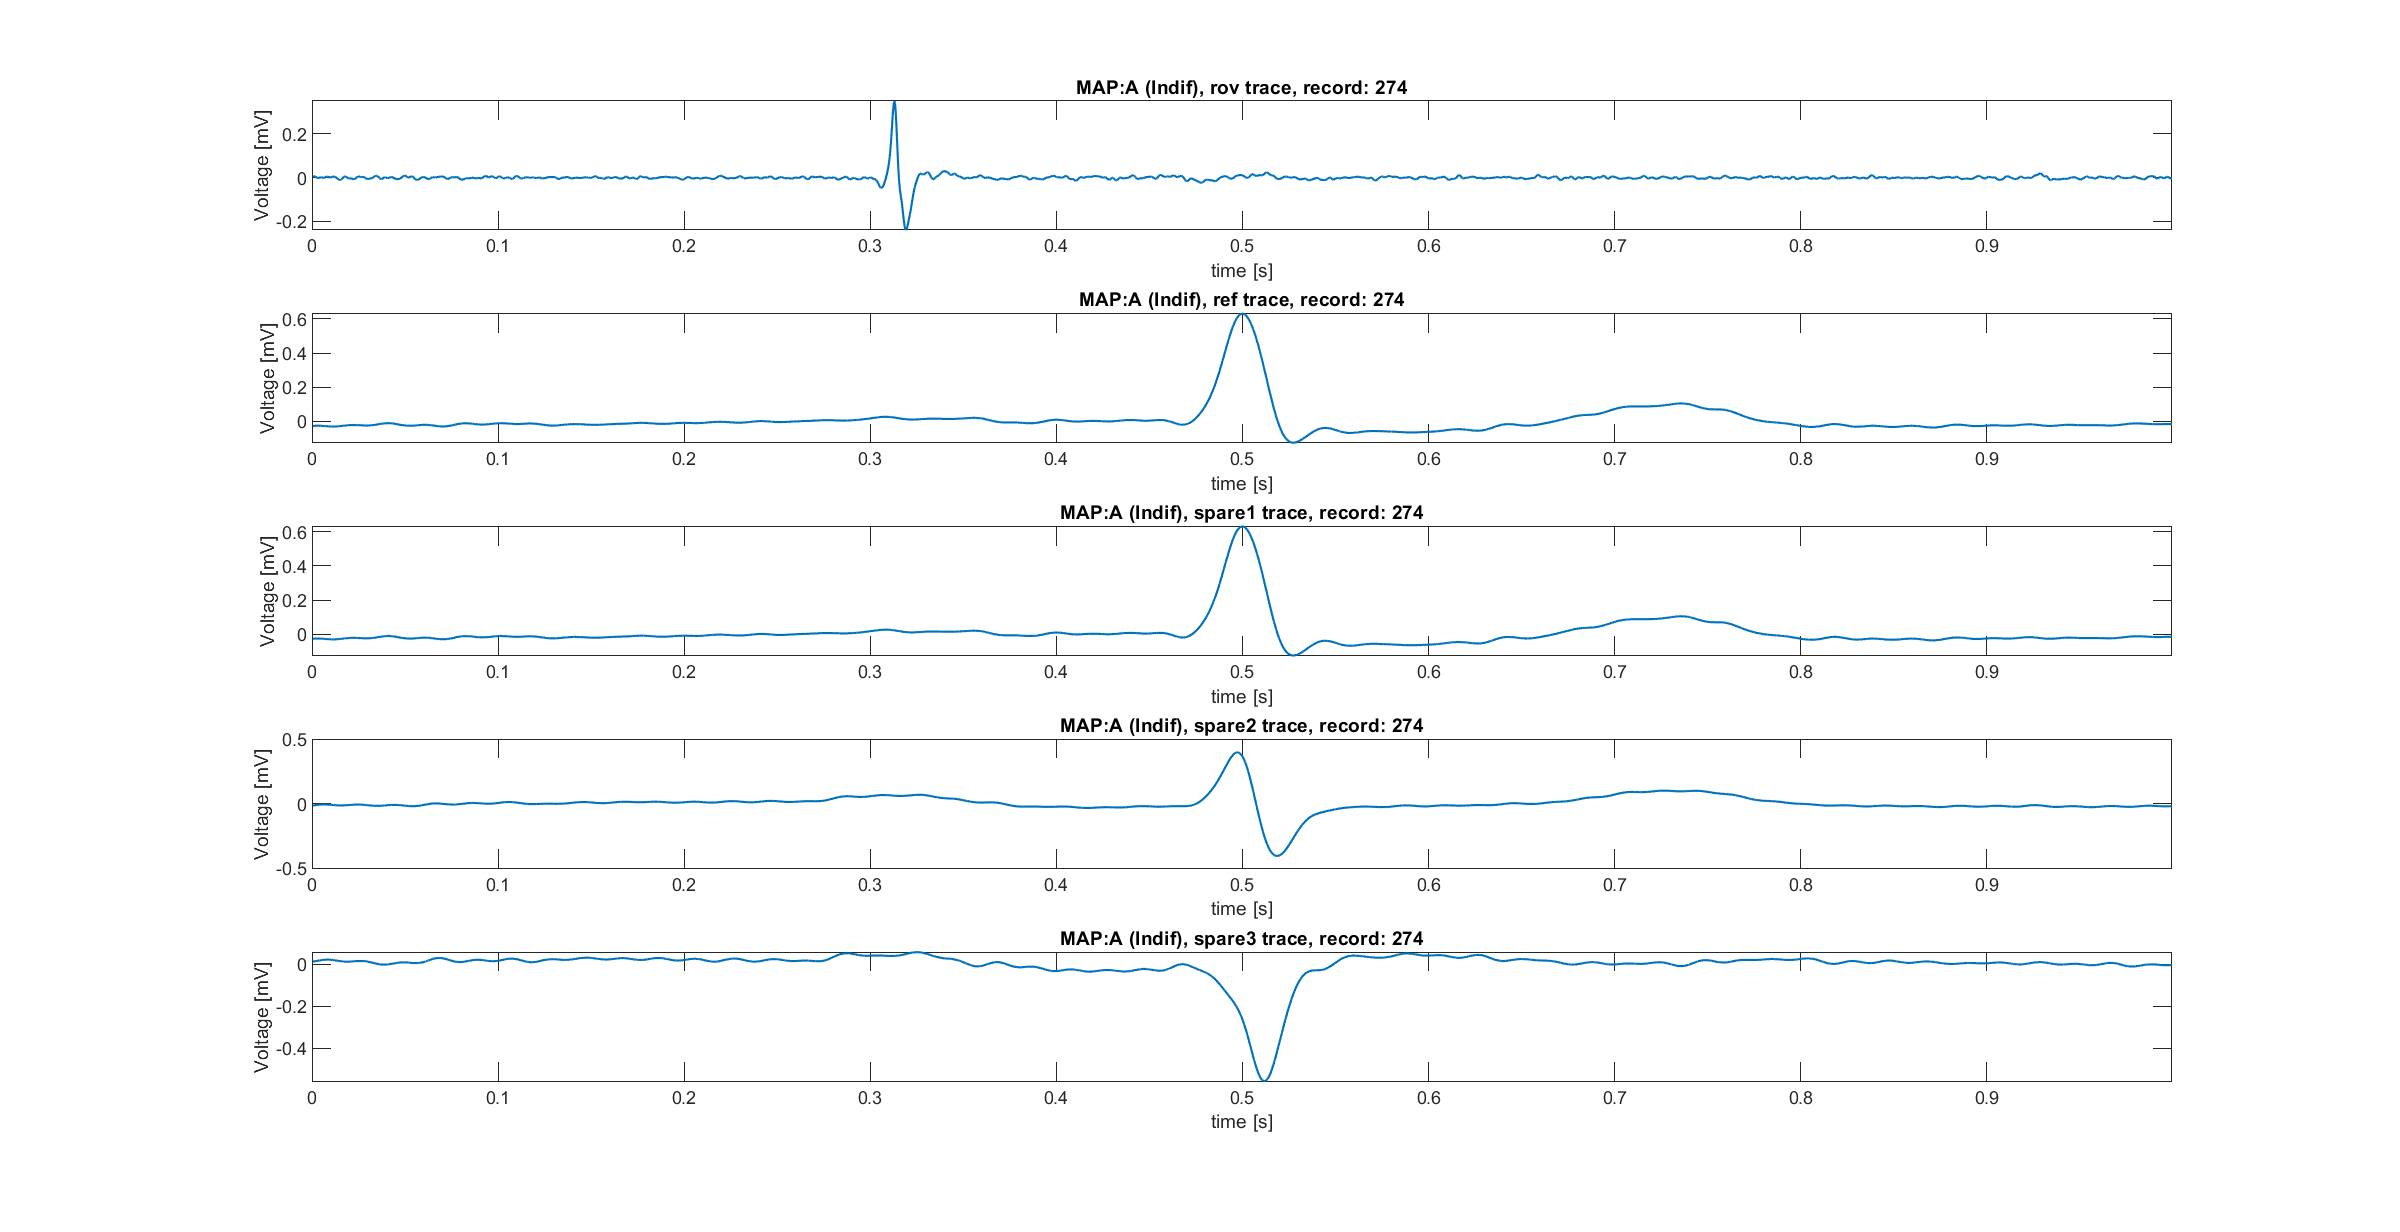 MAP:A (Indif), rov trace, record: 274
Voltage [mV]
0.2
0
-0.2
0 0.1 0.2 0.3 0.4 0.5 0.6 0.7 0.8 0.9
time [s]
MAP:A (Indif), ref trace, record: 274
Voltage [mV]
0.6
0.4
0.2
0
0 0.1 0.2 0.3 0.4 0.5 0.6 0.7 0.8 0.9
time [s]
MAP:A (Indif), spare1 trace, record: 274
Voltage [mV]
0.6
0.4
0.2
0
0 0.1 0.2 0.3 0.4 0.5 0.6 0.7 0.8 0.9
time [s]
MAP:A (Indif), spare2 trace, record: 274
Voltage [mV]
0.5
0
-0.5
0 0.1 0.2 0.3 0.4 0.5 0.6 0.7 0.8 0.9
time [s]
MAP:A (Indif), spare3 trace, record: 274
Voltage [mV]
0
-0.2
-0.4
0 0.1 0.2 0.3 0.4 0.5 0.6 0.7 0.8 0.9
time [s]